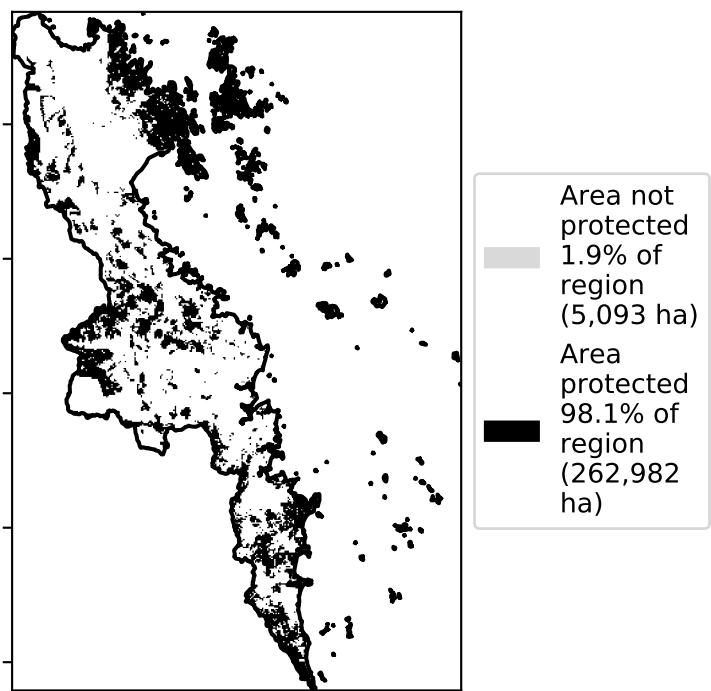 Area not
protected
1.9% of
region
(5,093 ha)
Area
protected
98.1% of
region
(262,982
ha)